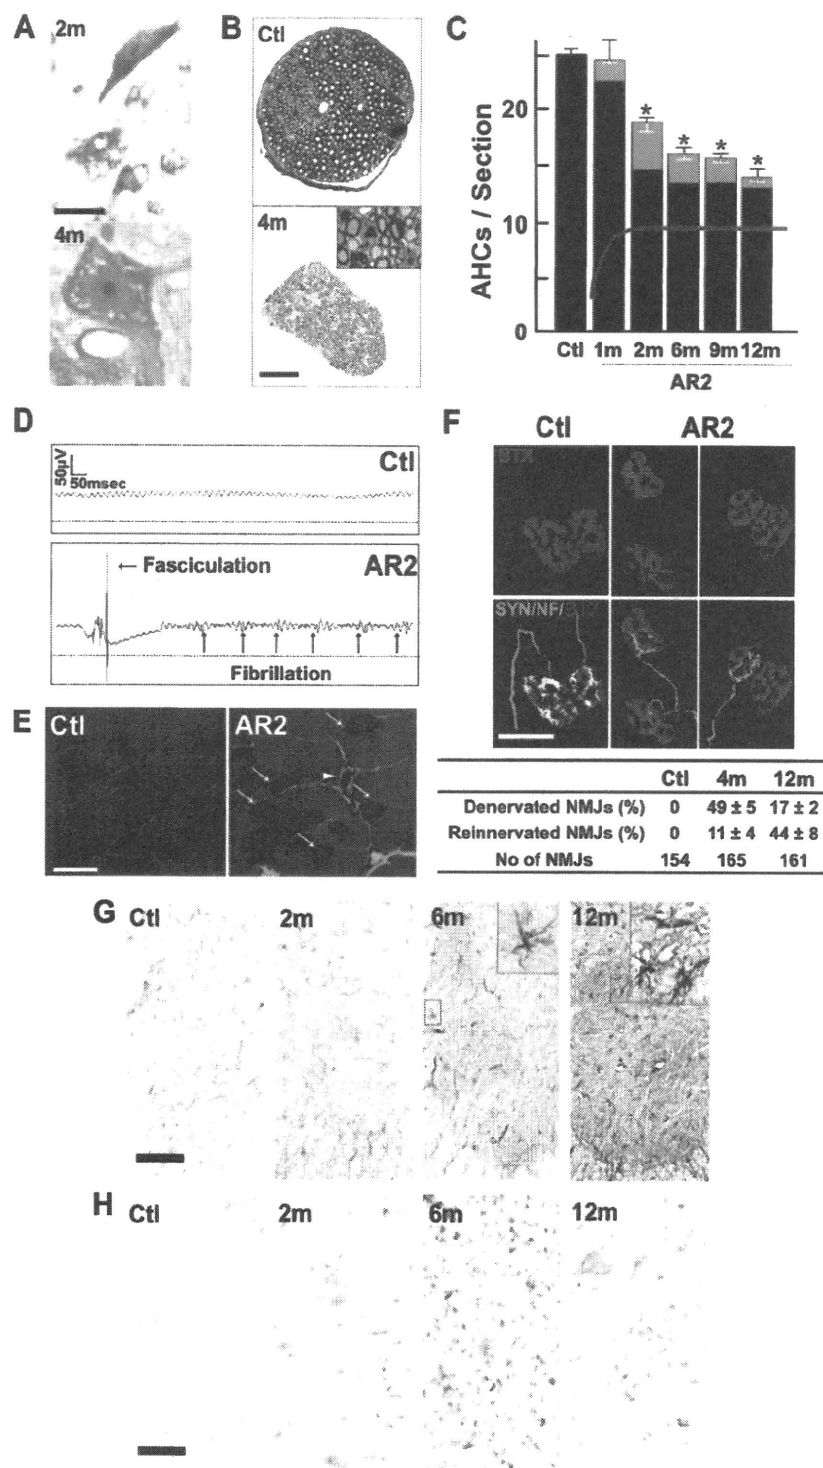 A
2m
4m
B
Ctl
4m
C
AHCs / Section
20
10
0
Ctl 1m 2m 6m 9m 12m
AR2
* * * * *
D
50μV
50msec
Ctl
← Fasciculation
AR2
Fibrillation
E
Ctl
AR2
F
Ctl AR2
BTX
SYN/NF/BTX
Ctl 4m 12m
Denervated NMJs (%) 0 49 ± 5 17 ± 2
Reinnervated NMJs (%) 0 11 ± 4 44 ± 8
No of NMJs 154 165 161
G
Ctl
2m
6m
12m
H
Ctl
2m
6m
12m